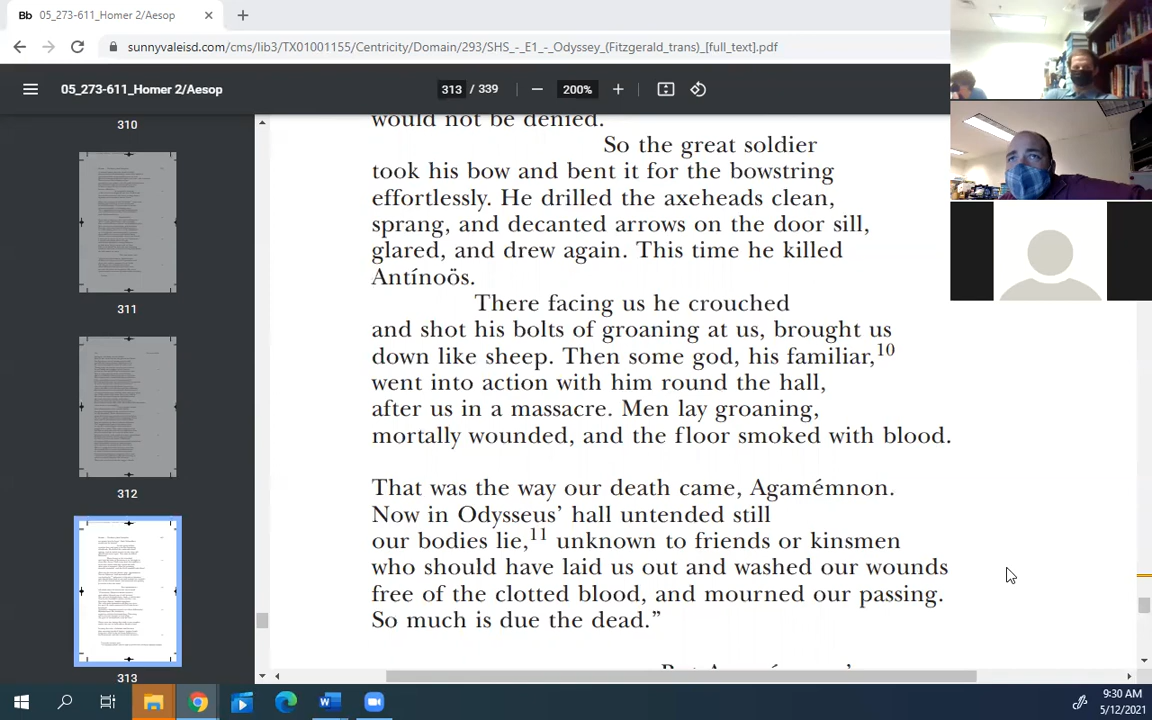 Bb 05_273-611_Homer 2/Aesop
sunnyvaleisd.com/cms/lib3/TX01001155/Centricity/Domain/293/SHS_-_E1_-_Odyssey_(Fitzgerald_trans)_[full_text].pdf
05_273-611_Homer 2/Aesop
313 / 339
200%
310
311
312
313
would not be denied.
So the great soldier
took his bow and bent it for the bowstring
effortlessly. He drilled the axeheads clean,
sprang, and decanted arrows on the door sill,
glared, and drew again. This time he killed
Antínoös.
There facing us he crouched
and shot his bolts of groaning at us, brought us
down like sheep. Then some god, his familiar,10
went into action with him round the hall,
after us in a massacre. Men lay groaning,
mortally wounded, and the floor smoked with blood.
That was the way our death came, Agamémnon.
Now in Odysseus’ hall untended still
our bodies lie,11 unknown to friends or kinsmen
who should have laid us out and washed our wounds
free of the clotted blood, and mourned our passing.
So much is due the dead.”
9:30 AM
5/12/2021